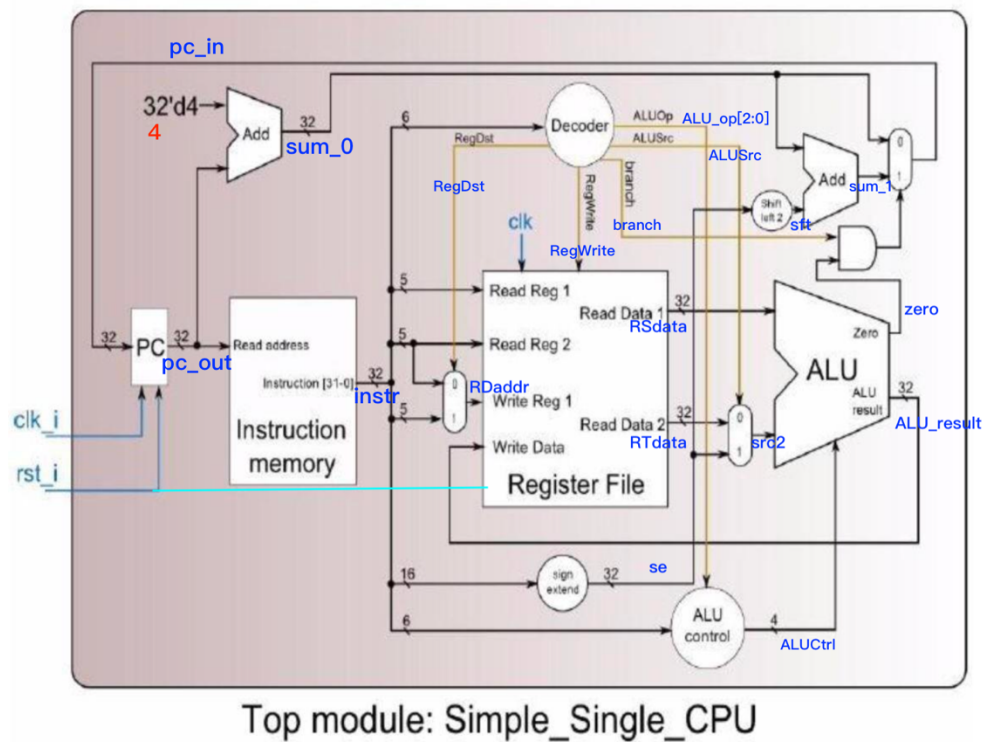 pc_in
32'd4
4
Add
32
sum_0
6
Decoder
ALUOp
ALU_op[2:0]
RegDst
ALUSrc
ALUSrc
RegDst
RegWrite
branch
branch
RegWrite
clk
0
1
Add
sum_1
Shift
left 2
sft
5
Read Reg 1
Read Data 1
32
RSdata
zero
Zero
32
PC
32
pc_out
Read address
5
Read Reg 2
ALU
Instruction [31-0]
32
instr
0
1
RDaddr
Write Reg 1
5
ALU
result
32
ALU_result
Read Data 2
32
RTdata
0
1
src2
clk_i
Instruction
memory
Write Data
rst_i
Register File
16
sign
extend
32
se
6
ALU
control
4
ALUCtrl
Top module: Simple_Single_CPU